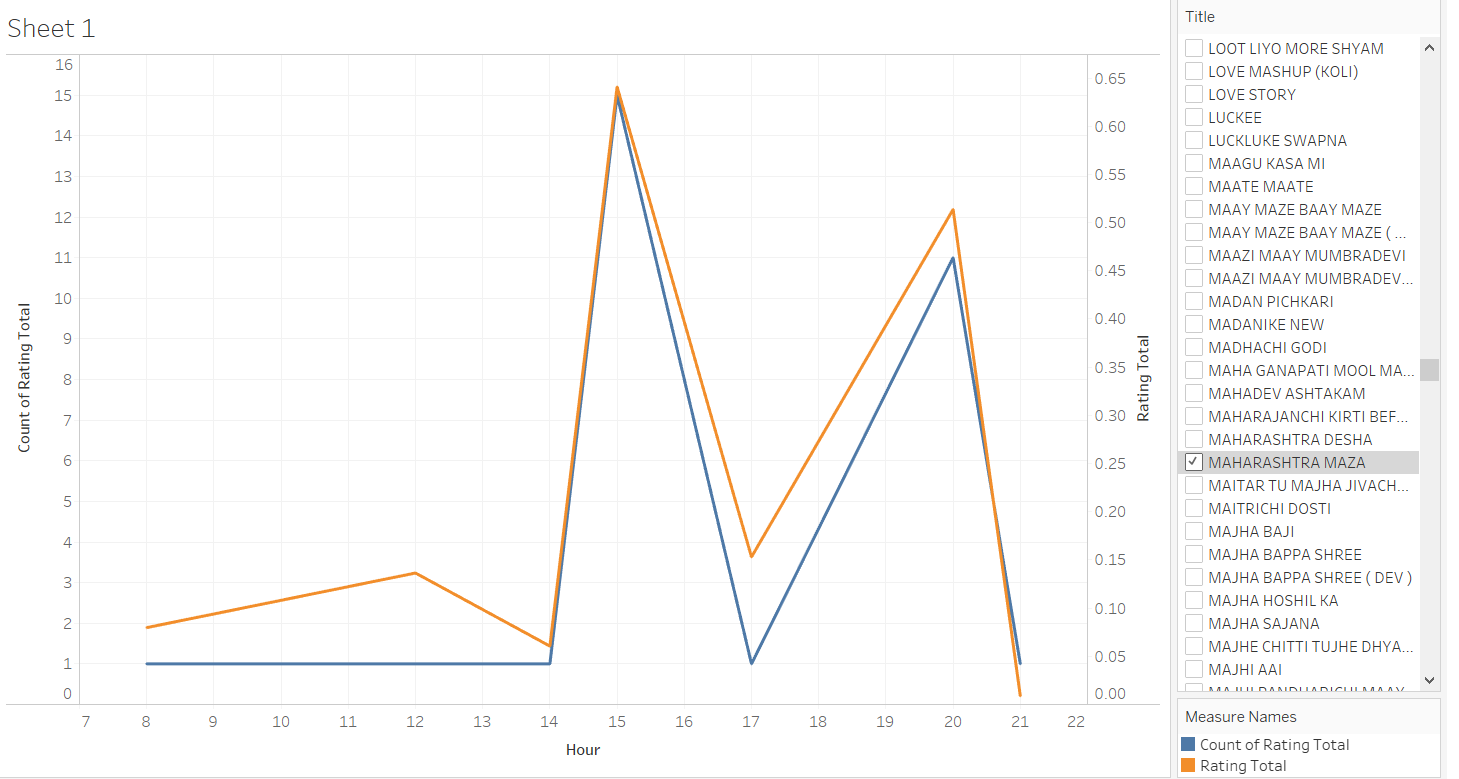 Sheet 1
16
15
14
13
12
11
10
9
8
7
6
5
4
3
2
1
0
Count of Rating Total
0.65
0.60
0.55
0.50
0.45
0.40
0.35
0.30
0.25
0.20
0.15
0.10
0.05
0.00
Rating Total
7 8 9 10 11 12 13 14 15 16 17 18 19 20 21 22
Hour
Title
LOOT LIYO MORE SHYAM
LOVE MASHUP (KOLI)
LOVE STORY
LUCKEE
LUCKLUKE SWAPNA
MAAGU KASA MI
MAATE MAATE
MAAY MAZE BAAY MAZE
MAAY MAZE BAAY MAZE ( ...
MAAZI MAAY MUMBRADEVI
MAAZI MAAY MUMBRADEV...
MADAN PICHKARI
MADANIKE NEW
MADHACHI GODI
MAHA GANAPATI MOOL MA...
MAHADEV ASHTAKAM
MAHARAJANCHI KIRTI BEF...
MAHARASHTRA DESHA
MAHARASHTRA MAZA
MAITAR TU MAJHA JIVACH...
MAITRICHI DOSTI
MAJHA BAJI
MAJHA BAPPA SHREE
MAJHA BAPPA SHREE ( DEV )
MAJHA HOSHIL KA
MAJHA SAJANA
MAJHE CHITTI TUJHE DHYA...
MAJHI AAI
Measure Names
Count of Rating Total
Rating Total